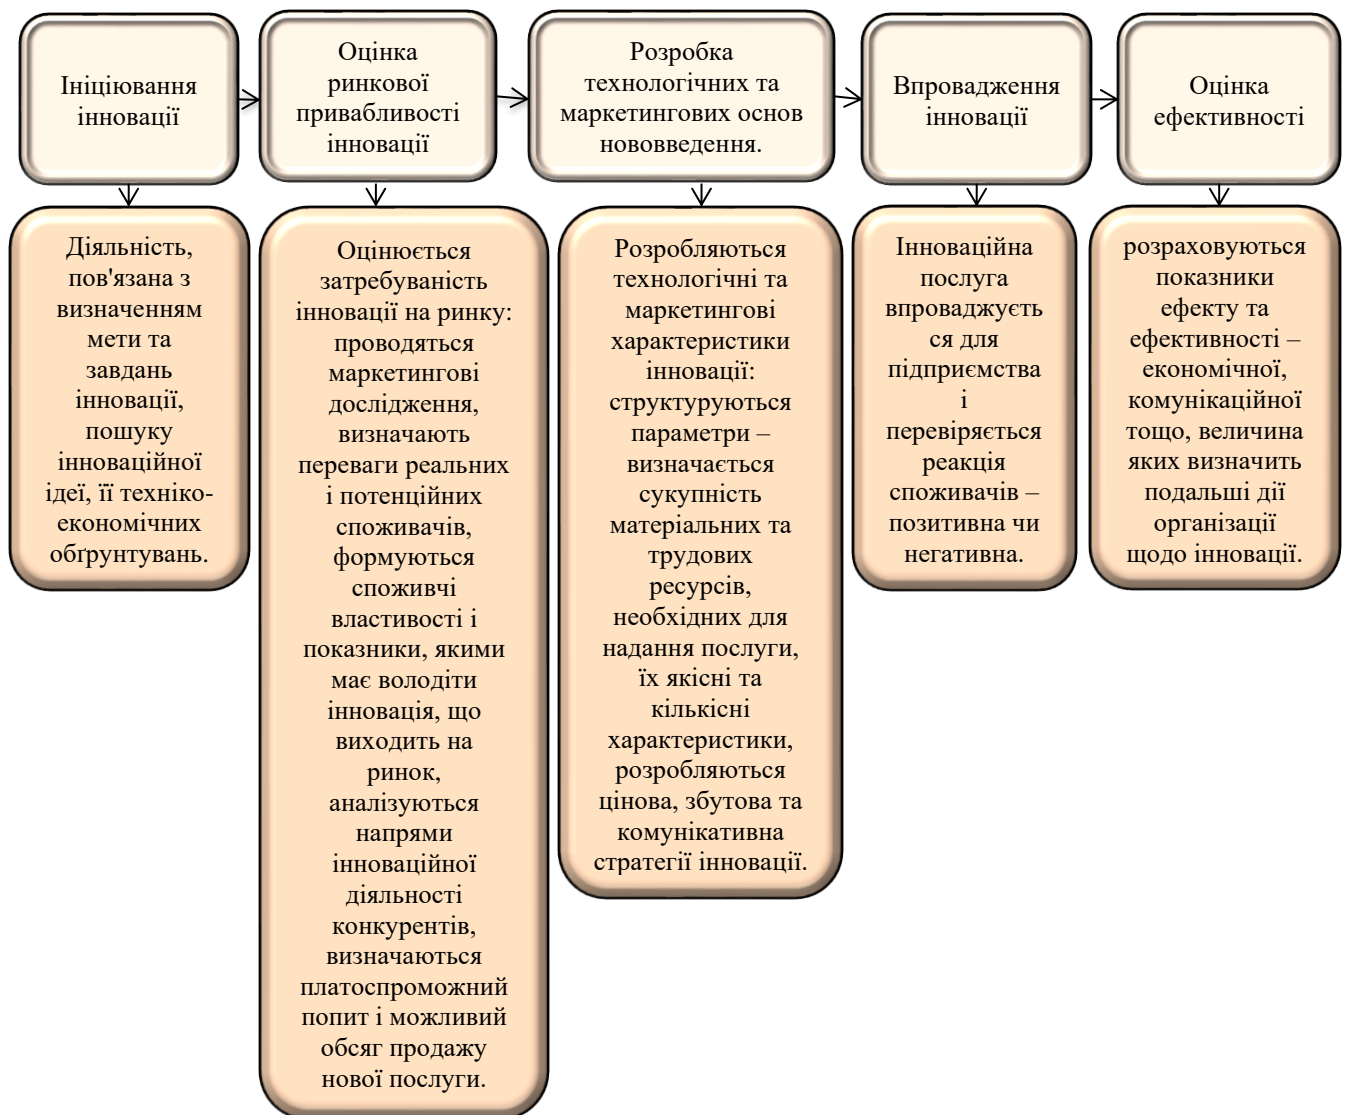 Ініціювання
інновації
Оцінка
ринкової
привабливості
інновації
Розробка
технологічних та
маркетингових основ
нововведення.
Впровадження
інновації
Оцінка
ефективності
Діяльність,
пов'язана з
визначенням
мети та
завдань
інновації,
пошуку
інноваційної
ідеї, її техніко-
економічних
обґрунтувань.
Оцінюється
затребуваність
інновації на ринку:
проводяться
маркетингові
дослідження,
визначають
переваги реальних
і потенційних
споживачів,
формуються
споживчі
властивості і
показники, якими
має володіти
інновація, що
виходить на
ринок,
аналізуються
напрями
інноваційної
діяльності
конкурентів,
визначаються
платоспроможний
попит і можливий
обсяг продажу
нової послуги.
Розробляються
технологічні та
маркетингові
характеристики
інновації:
структуруються
параметри –
визначається
сукупність
матеріальних та
трудових
ресурсів,
необхідних для
надання послуги,
їх якісні та
кількісні
характеристики,
розробляються
цінова, збутова та
комунікативна
стратегії інновації.
Інноваційна
послуга
впроваджуєть
ся для
підприємства
і
перевіряється
реакція
споживачів –
позитивна чи
негативна.
розраховуються
показники
ефекту та
ефективності –
економічної,
комунікаційної
тощо, величина
яких визначить
подальші дії
організації
щодо інновації.